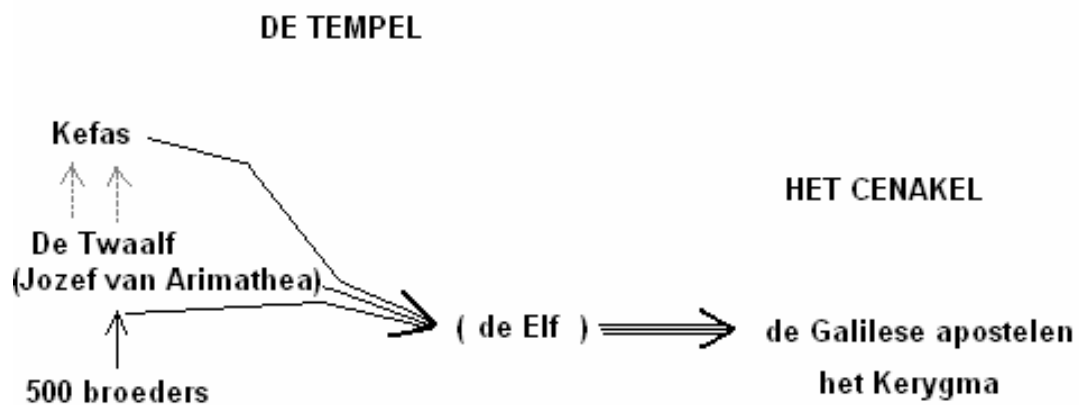 DE TEMPEL
Kefas
HET CENAKEL
De Twaalf
(Jozef van Arimathea)
( de Elf )
de Galilese apostelen
het Kerygma
500 broeders